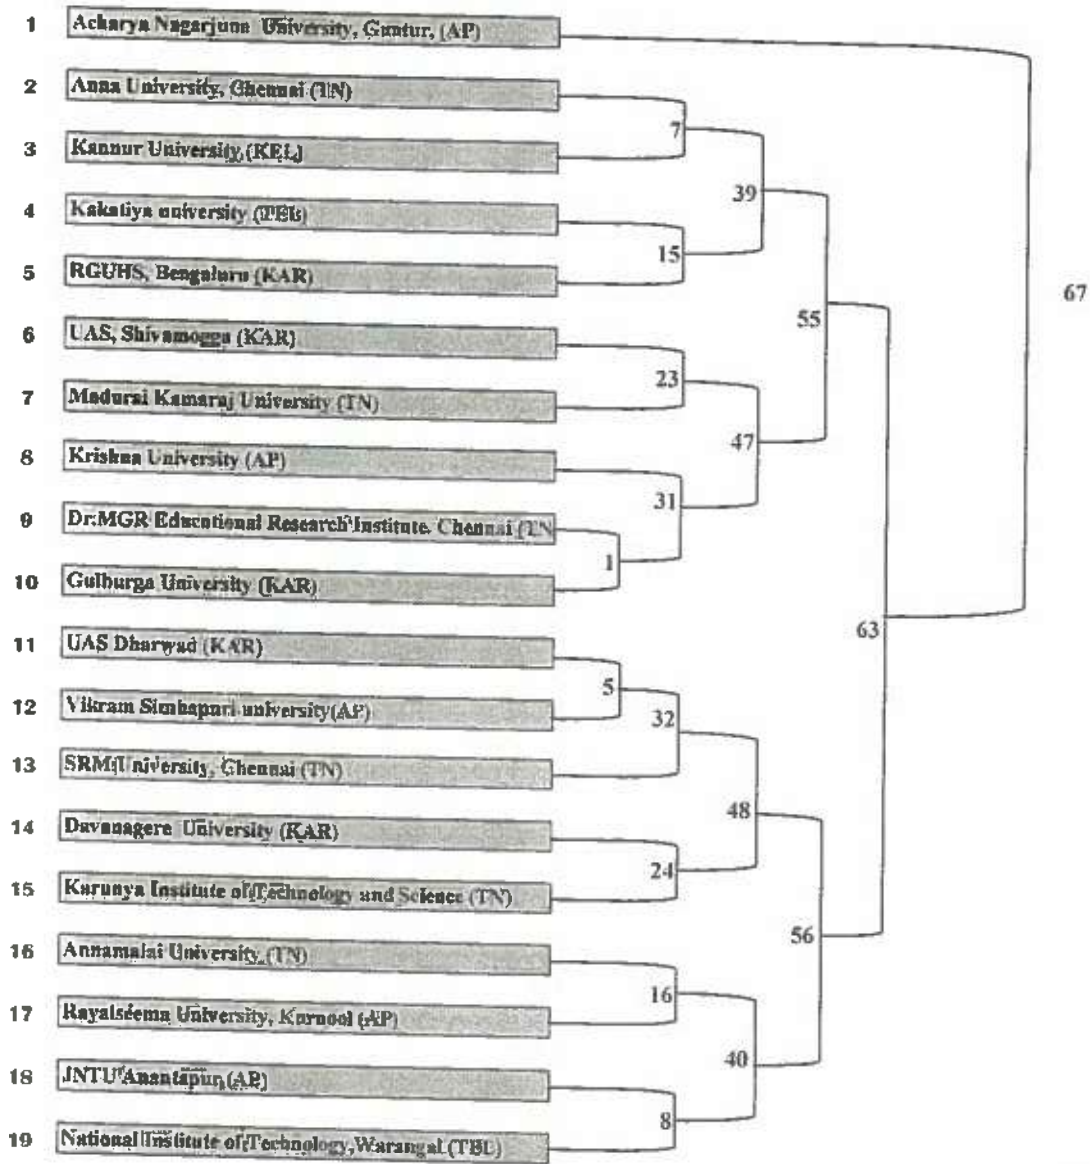 1 Acharya Nagarjuna University, Guntur, (AP)
2 Anna University, Chennai (TN)
7
3 Kannur University,(KEL)
39
4 Kakatiya university (TEL)
15
5 RGUHS, Bengaluru (KAR)
67
55
6 UAS, Shivamogga (KAR)
23
7 Madurai Kamaraj University (TN)
47
8 Krishna University (AP)
31
9 Dr.MGR Educational Research Institute. Chennai (TN
1
10 Gulburga University (KAR)
63
11 UAS Dharwad (KAR)
5
12 Vikram Simhapuri university(AP)
32
13 SRM University, Chennai (TN)
48
14 Davanagere University (KAR)
24
15 Karunya Institute of Technology and Science (TN)
56
16 Annamalai University, (TN)
16
17 Rayalseema University, Kurnool (AP)
40
18 JNTU Anantapur, (AP)
8
19 National Institute of Technology,Warangal (TEL)